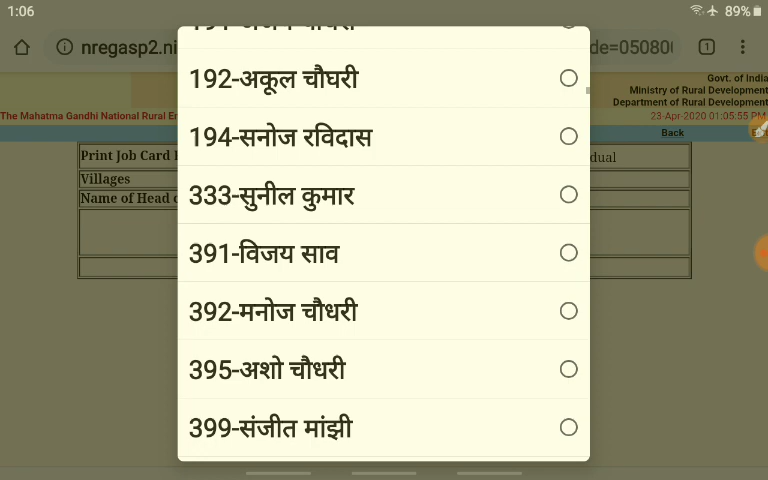 1:06
89%
nregasp2.ni
de=05080
1
Govt. of India
Ministry of Rural Development
Department of Rural Development
The Mahatma Gandhi National Rural
23-Apr-2020 01:05:55 PM
Back
Print Job Card
dual
Villages
Name of Head
192-अकूल चौघरी
194-सनोज रविदास
333-सुनील कुमार
391-विजय साव
392-मनोज चौधरी
395-अशो चौधरी
399-संजीत मांझी